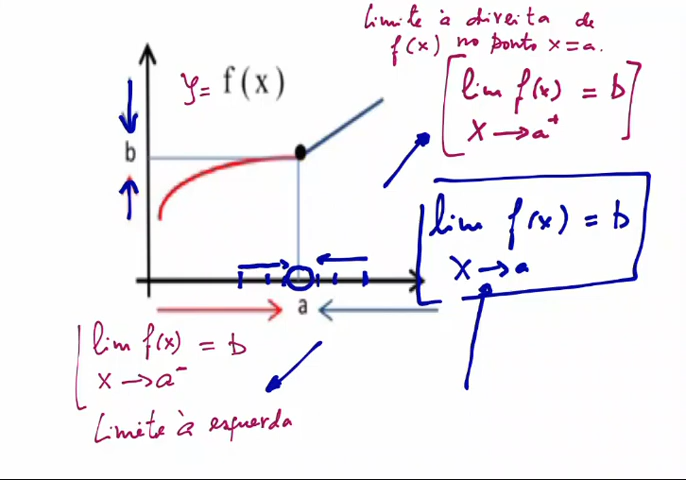 Limite à direita de
f(x) no ponto x=a.
y= f(x)
lim f(x) = b
x→a⁺
b
lim f(x) = b
x→a
a
lim f(x) = b
x→a⁻
Limite à esquerda